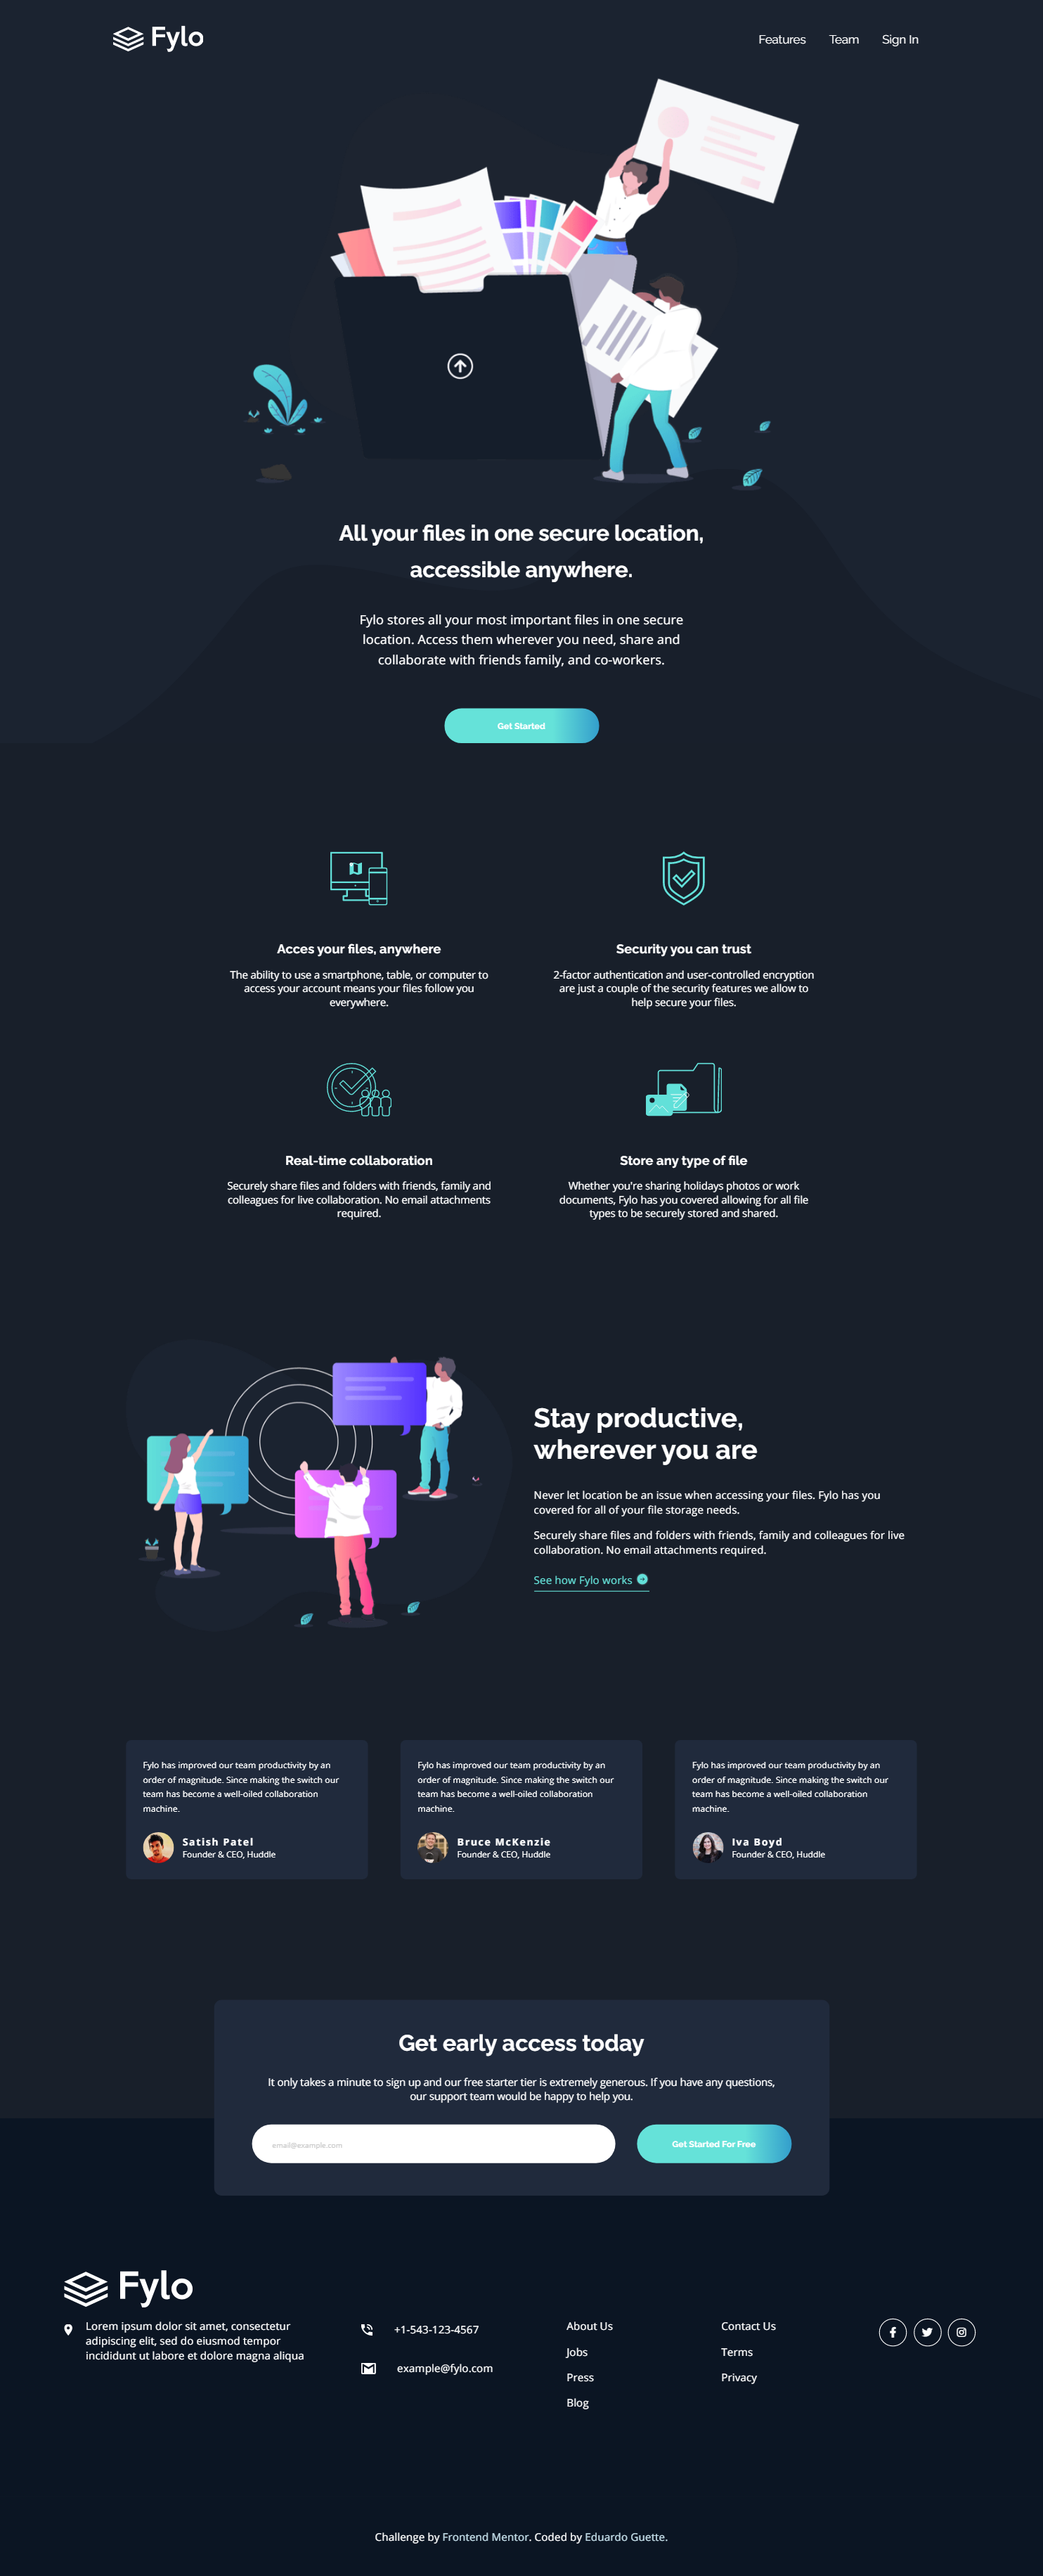 Fylo
Features Team Sign In
All your files in one secure location,
accessible anywhere.
Fylo stores all your most important files in one secure
location. Access them wherever you need, share and
collaborate with friends family, and co-workers.
Get Started
Acces your files, anywhere
The ability to use a smartphone, table, or computer to
access your account means your files follow you
everywhere.
Security you can trust
2-factor authentication and user-controlled encryption
are just a couple of the security features we allow to
help secure your files.
Real-time collaboration
Securely share files and folders with friends, family and
colleagues for live collaboration. No email attachments
required.
Store any type of file
Whether you're sharing holidays photos or work
documents, Fylo has you covered allowing for all file
types to be securely stored and shared.
Stay productive,
wherever you are
Never let location be an issue when accessing your files. Fylo has you
covered for all of your file storage needs.
Securely share files and folders with friends, family and colleagues for live
collaboration. No email attachments required.
See how Fylo works
Fylo has improved our team productivity by an
order of magnitude. Since making the switch our
team has become a well-oiled collaboration
machine.
Satish Patel
Founder & CEO, Huddle
Fylo has improved our team productivity by an
order of magnitude. Since making the switch our
team has become a well-oiled collaboration
machine.
Bruce McKenzie
Founder & CEO, Huddle
Fylo has improved our team productivity by an
order of magnitude. Since making the switch our
team has become a well-oiled collaboration
machine.
Iva Boyd
Founder & CEO, Huddle
Get early access today
It only takes a minute to sign up and our free starter tier is extremely generous. If you have any questions,
our support team would be happy to help you.
email@example.com
Get Started For Free
Fylo
Lorem ipsum dolor sit amet, consectetur
adipiscing elit, sed do eiusmod tempor
incididunt ut labore et dolore magna aliqua
+1-543-123-4567
example@fylo.com
About Us
Jobs
Press
Blog
Contact Us
Terms
Privacy
Challenge by Frontend Mentor. Coded by Eduardo Guette.